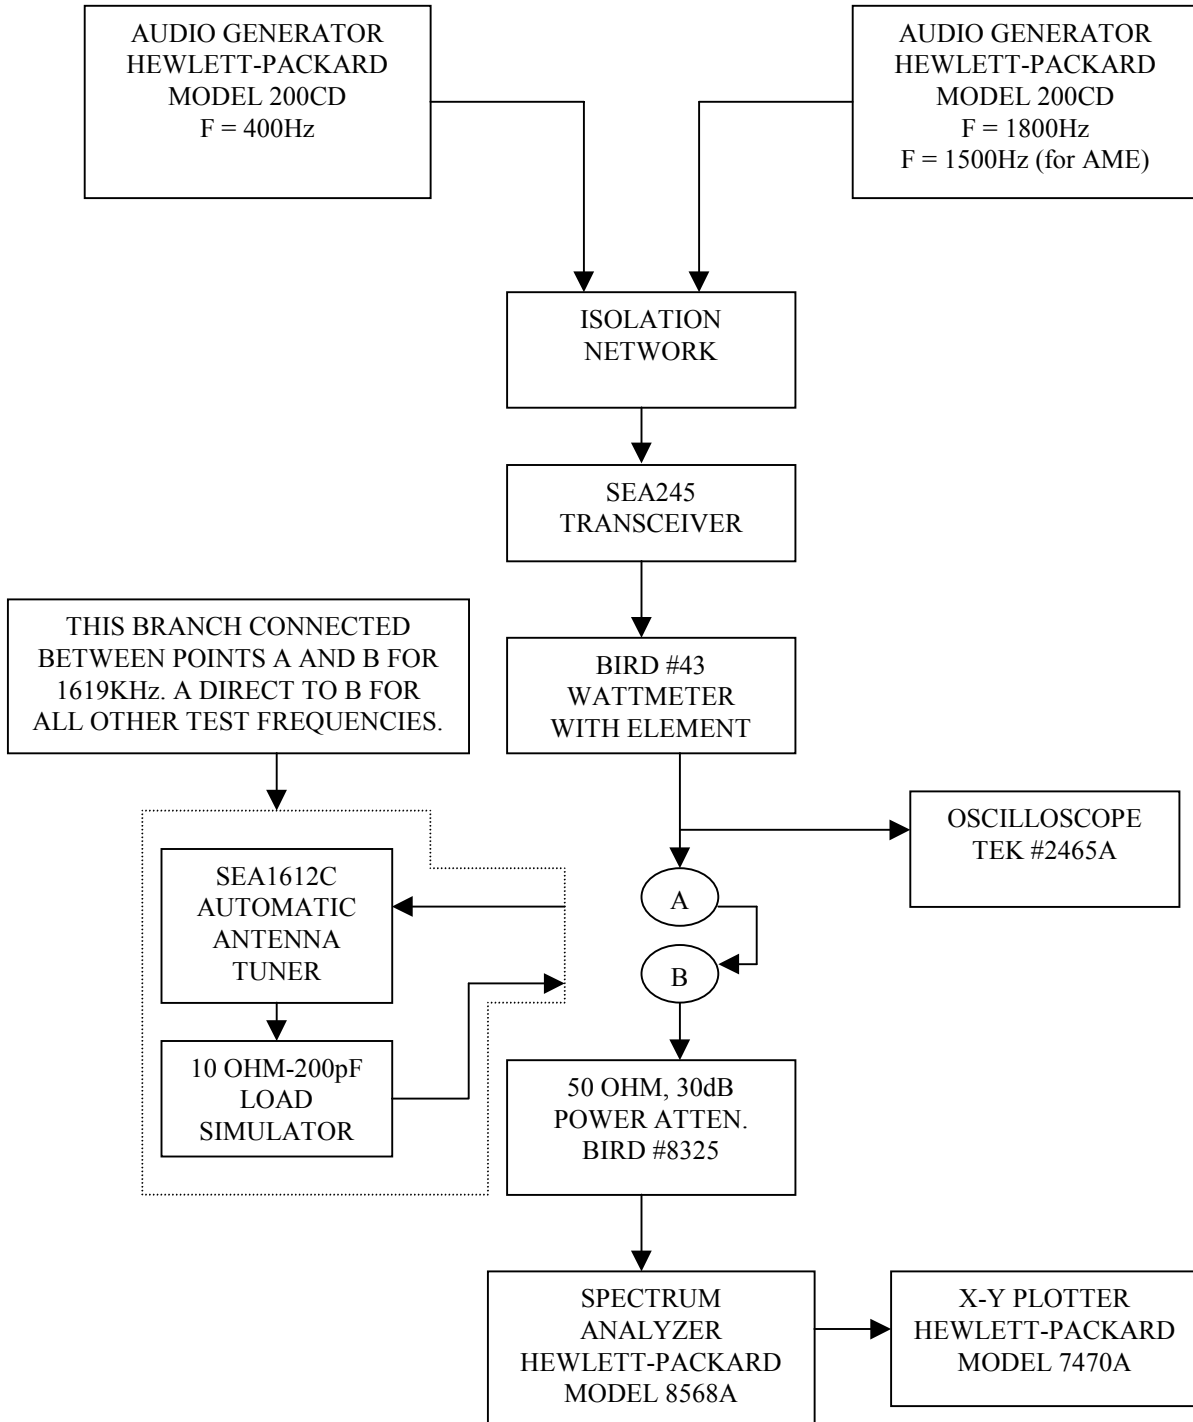 AUDIO GENERATOR
HEWLETT-PACKARD
MODEL 200CD
F = 400Hz
AUDIO GENERATOR
HEWLETT-PACKARD
MODEL 200CD
F = 1800Hz
F = 1500Hz (for AME)
ISOLATION
NETWORK
SEA245
TRANSCEIVER
THIS BRANCH CONNECTED
BETWEEN POINTS A AND B FOR
1619KHz. A DIRECT TO B FOR
ALL OTHER TEST FREQUENCIES.
BIRD #43
WATTMETER
WITH ELEMENT
OSCILLOSCOPE
TEK #2465A
SEA1612C
AUTOMATIC
ANTENNA
TUNER
A
B
10 OHM-200pF
LOAD
SIMULATOR
50 OHM, 30dB
POWER ATTEN.
BIRD #8325
SPECTRUM
ANALYZER
HEWLETT-PACKARD
MODEL 8568A
X-Y PLOTTER
HEWLETT-PACKARD
MODEL 7470A